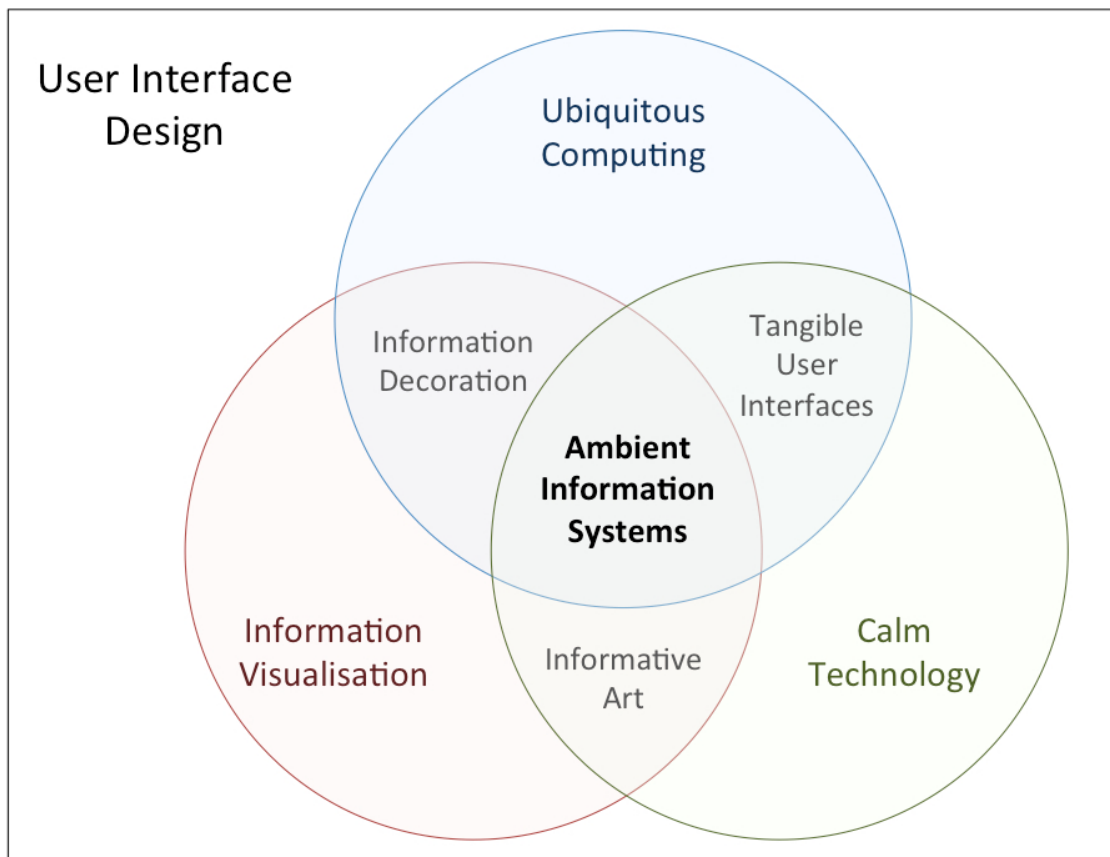 User Interface
Design
Ubiquitous
Computing
Information
Decoration
Tangible
User
Interfaces
Ambient
Information
Systems
Information
Visualisation
Informative
Art
Calm
Technology